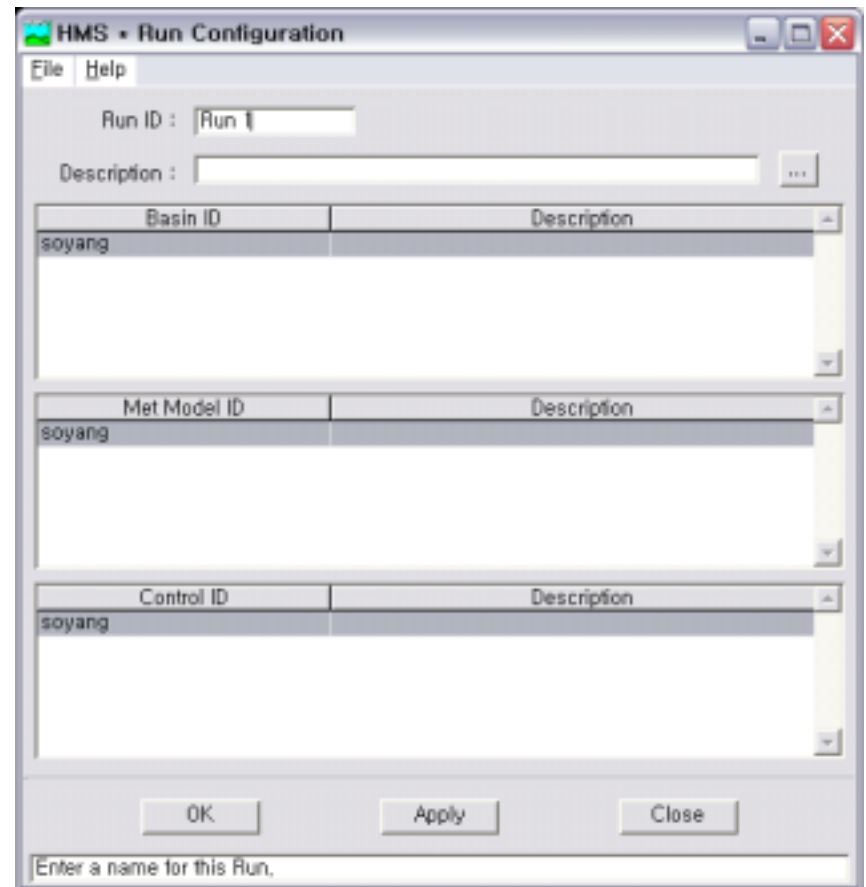 HMS • Run Configuration
File Help
Run ID : Run 1
Description : ...
Basin ID Description
soyang
Met Model ID Description
soyang
Control ID Description
soyang
OK Apply Close
Enter a name for this Run,